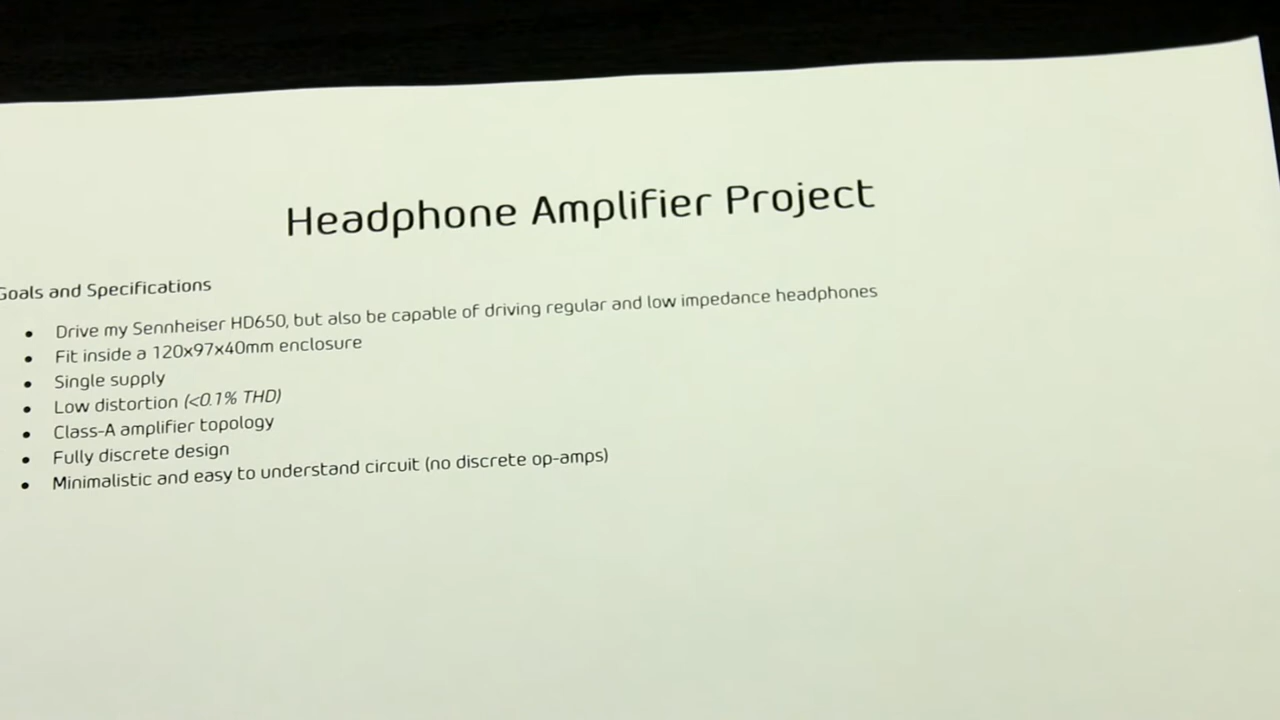 Headphone Amplifier Project
Goals and Specifications
• Drive my Sennheiser HD650, but also be capable of driving regular and low impedance headphones
• Fit inside a 120x97x40mm enclosure
• Single supply
• Low distortion (<0.1% THD)
• Class-A amplifier topology
• Fully discrete design
• Minimalistic and easy to understand circuit (no discrete op-amps)